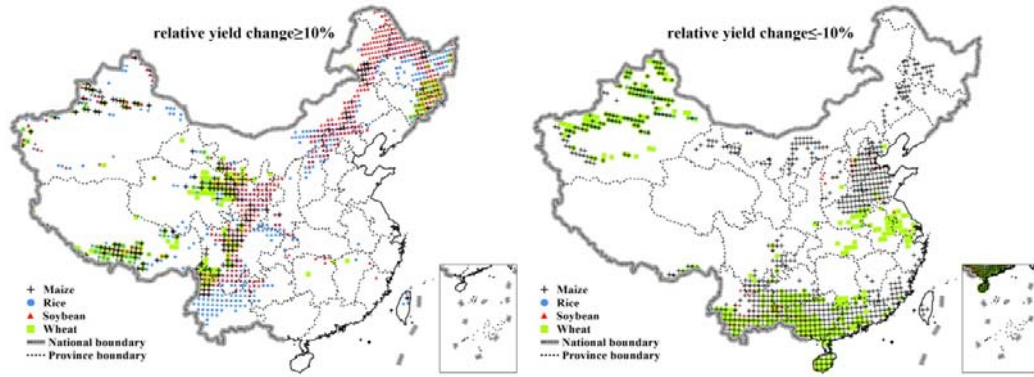 relative yield change≥10%
Maize
Rice
Soybean
Wheat
National boundary
Province boundary
relative yield change≤-10%
Maize
Rice
Soybean
Wheat
National boundary
Province boundary